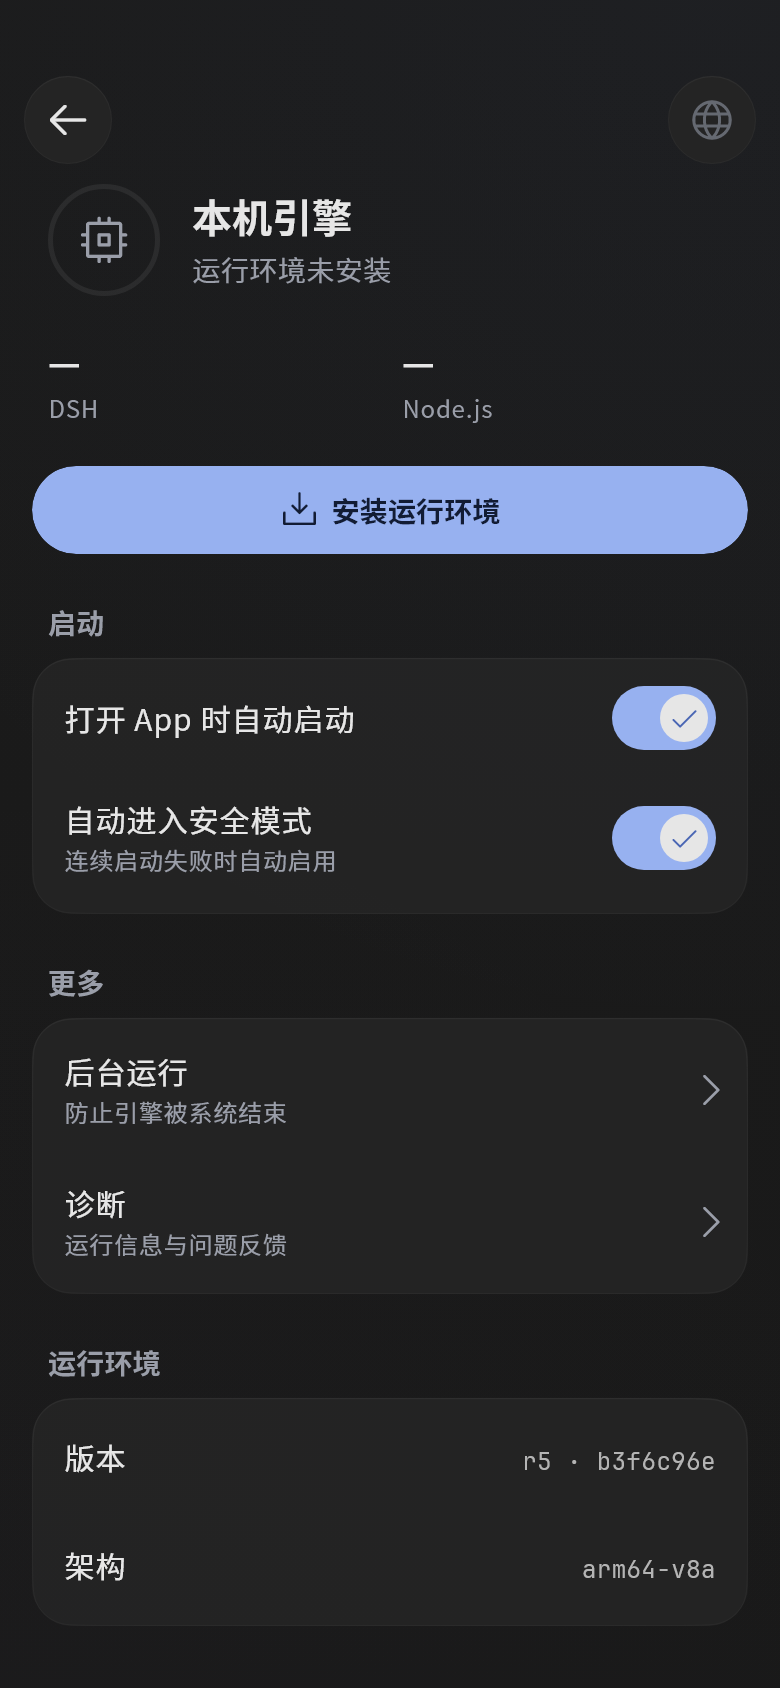 本机引擎
运行环境未安装
— —
DSH Node.js
安装运行环境
启动
打开 App 时自动启动
自动进入安全模式
连续启动失败时自动启用
更多
后台运行
防止引擎被系统结束
诊断
运行信息与问题反馈
运行环境
版本 r5 · b3f6c96e
架构 arm64-v8a